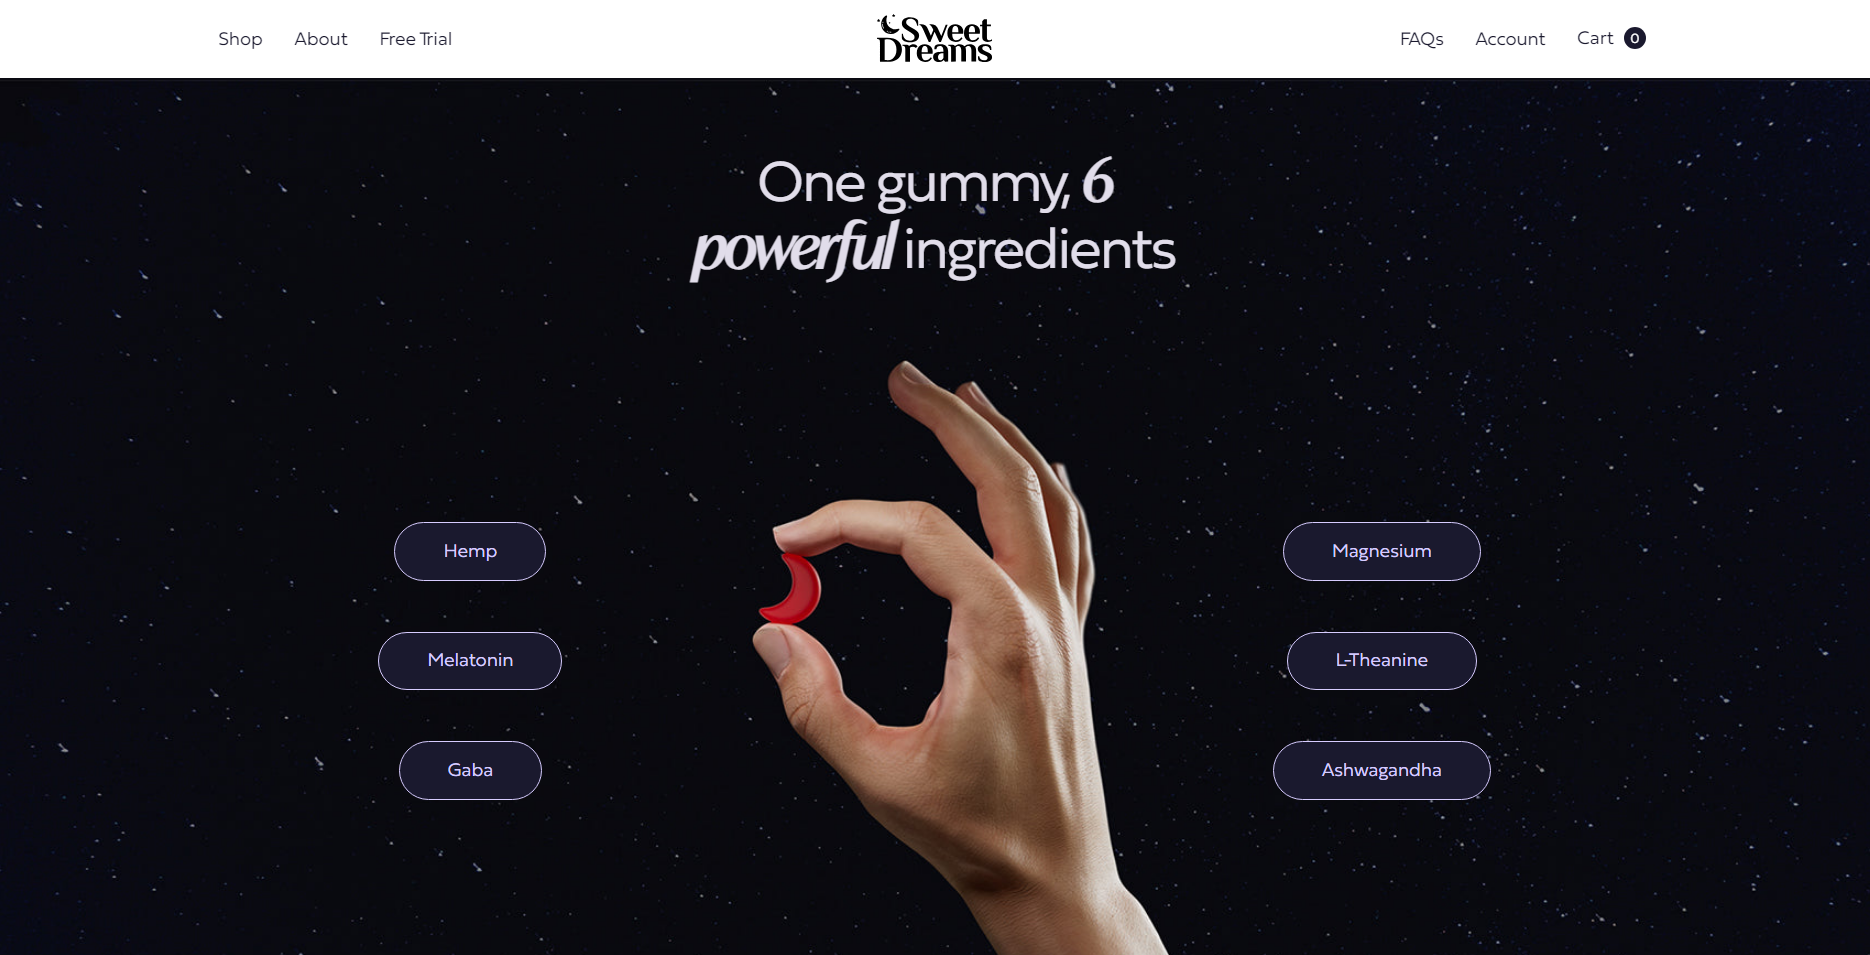 Shop
About
Free Trial
Sweet
Dreams
FAQs
Account
Cart 0
One gummy, 6
powerful ingredients
Hemp
Melatonin
Gaba
Magnesium
L-Theanine
Ashwagandha